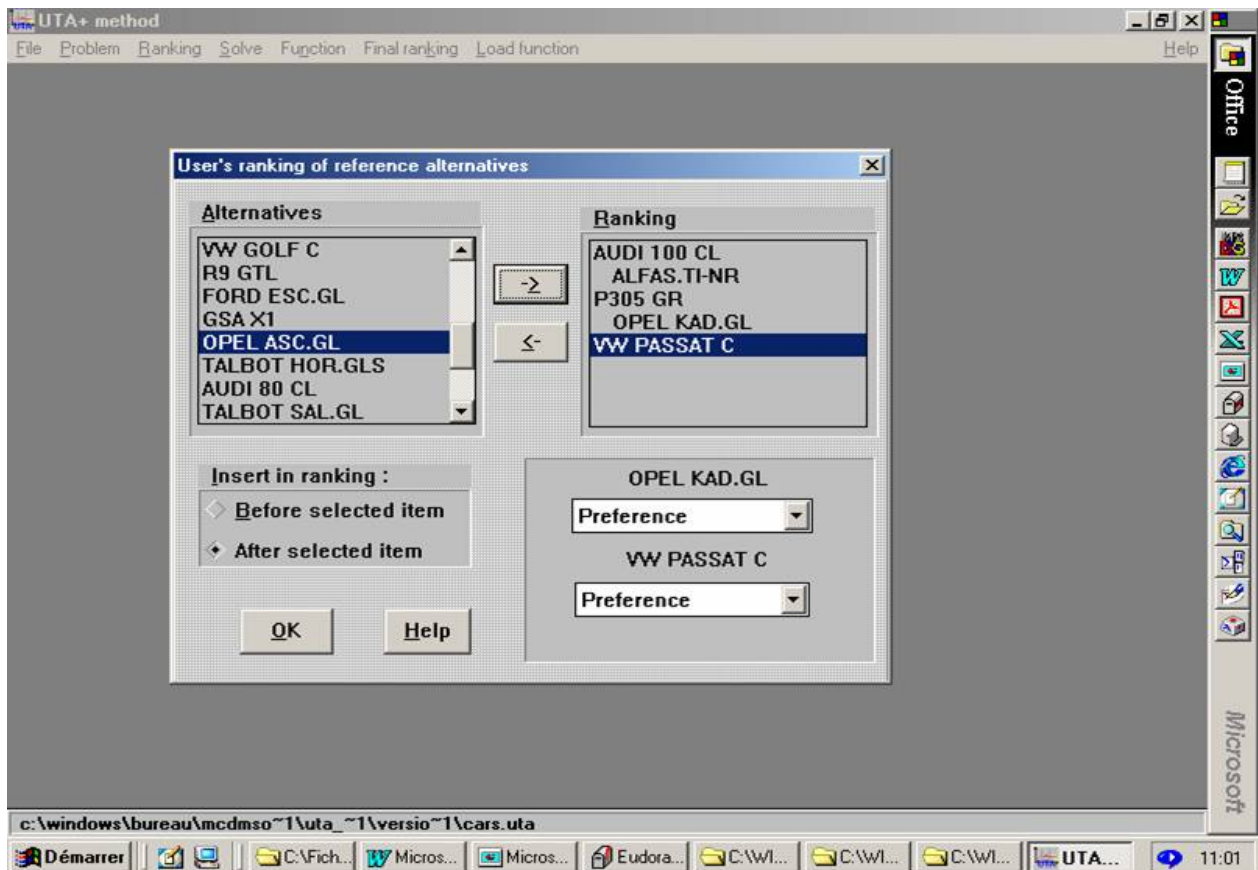 UTA+ method
File Problem Ranking Solve Function Final ranking Load function Help
Office
User's ranking of reference alternatives
Alternatives
VW GOLF C
R9 GTL
FORD ESC.GL
GSA X1
OPEL ASC.GL
TALBOT HOR.GLS
AUDI 80 CL
TALBOT SAL.GL
->
<-
Ranking
AUDI 100 CL
ALFAS.TI-NR
P305 GR
OPEL KAD.GL
VW PASSAT C
Insert in ranking :
Before selected item
After selected item
OPEL KAD.GL
Preference
VW PASSAT C
Preference
OK
Help
Microsoft
c:\windows\bureau\mcdmso~1\uta_~1\versio~1\cars.uta
Démarrer C:\Fich... Micros... Micros... Eudora... C:\WI... C:\WI... C:\WI... UTA... 11:01